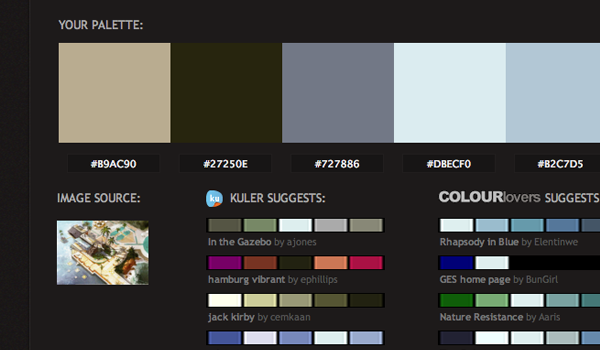 YOUR PALETTE:
#B9AC90 #27250E #727886 #DBECF0 #B2C7D5
IMAGE SOURCE:
ku KULER SUGGESTS:
In the Gazebo by ajones
hamburg vibrant by ephillips
jack kirby by cemkaan
COLOURlovers SUGGESTS
Rhapsody in Blue by Elentinwe
GES home page by BunGirl
Nature Resistance by Aaris